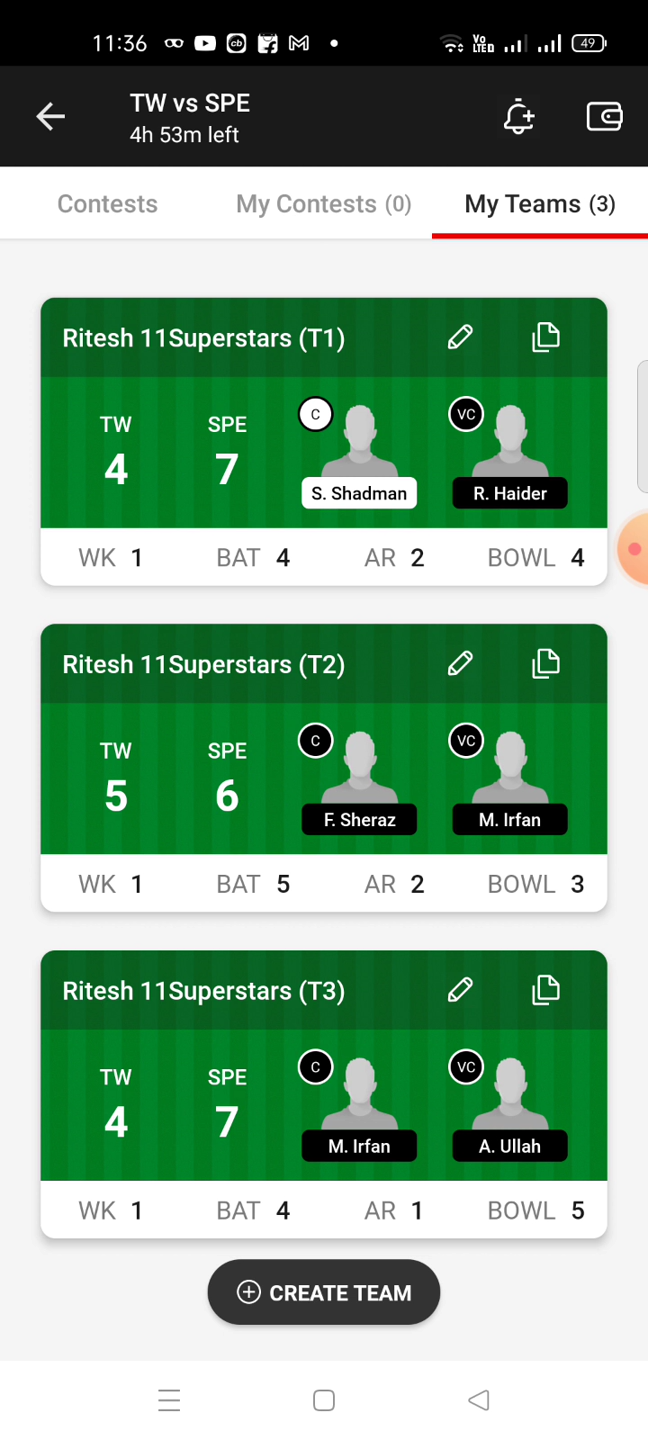 11:36 cb Vo LTE 49
TW vs SPE
4h 53m left
Contests My Contests (0) My Teams (3)
Ritesh 11Superstars (T1)
TW SPE C VC
4 7
S. Shadman R. Haider
WK 1 BAT 4 AR 2 BOWL 4
Ritesh 11Superstars (T2)
TW SPE C VC
5 6
F. Sheraz M. Irfan
WK 1 BAT 5 AR 2 BOWL 3
Ritesh 11Superstars (T3)
TW SPE C VC
4 7
M. Irfan A. Ullah
WK 1 BAT 4 AR 1 BOWL 5
CREATE TEAM